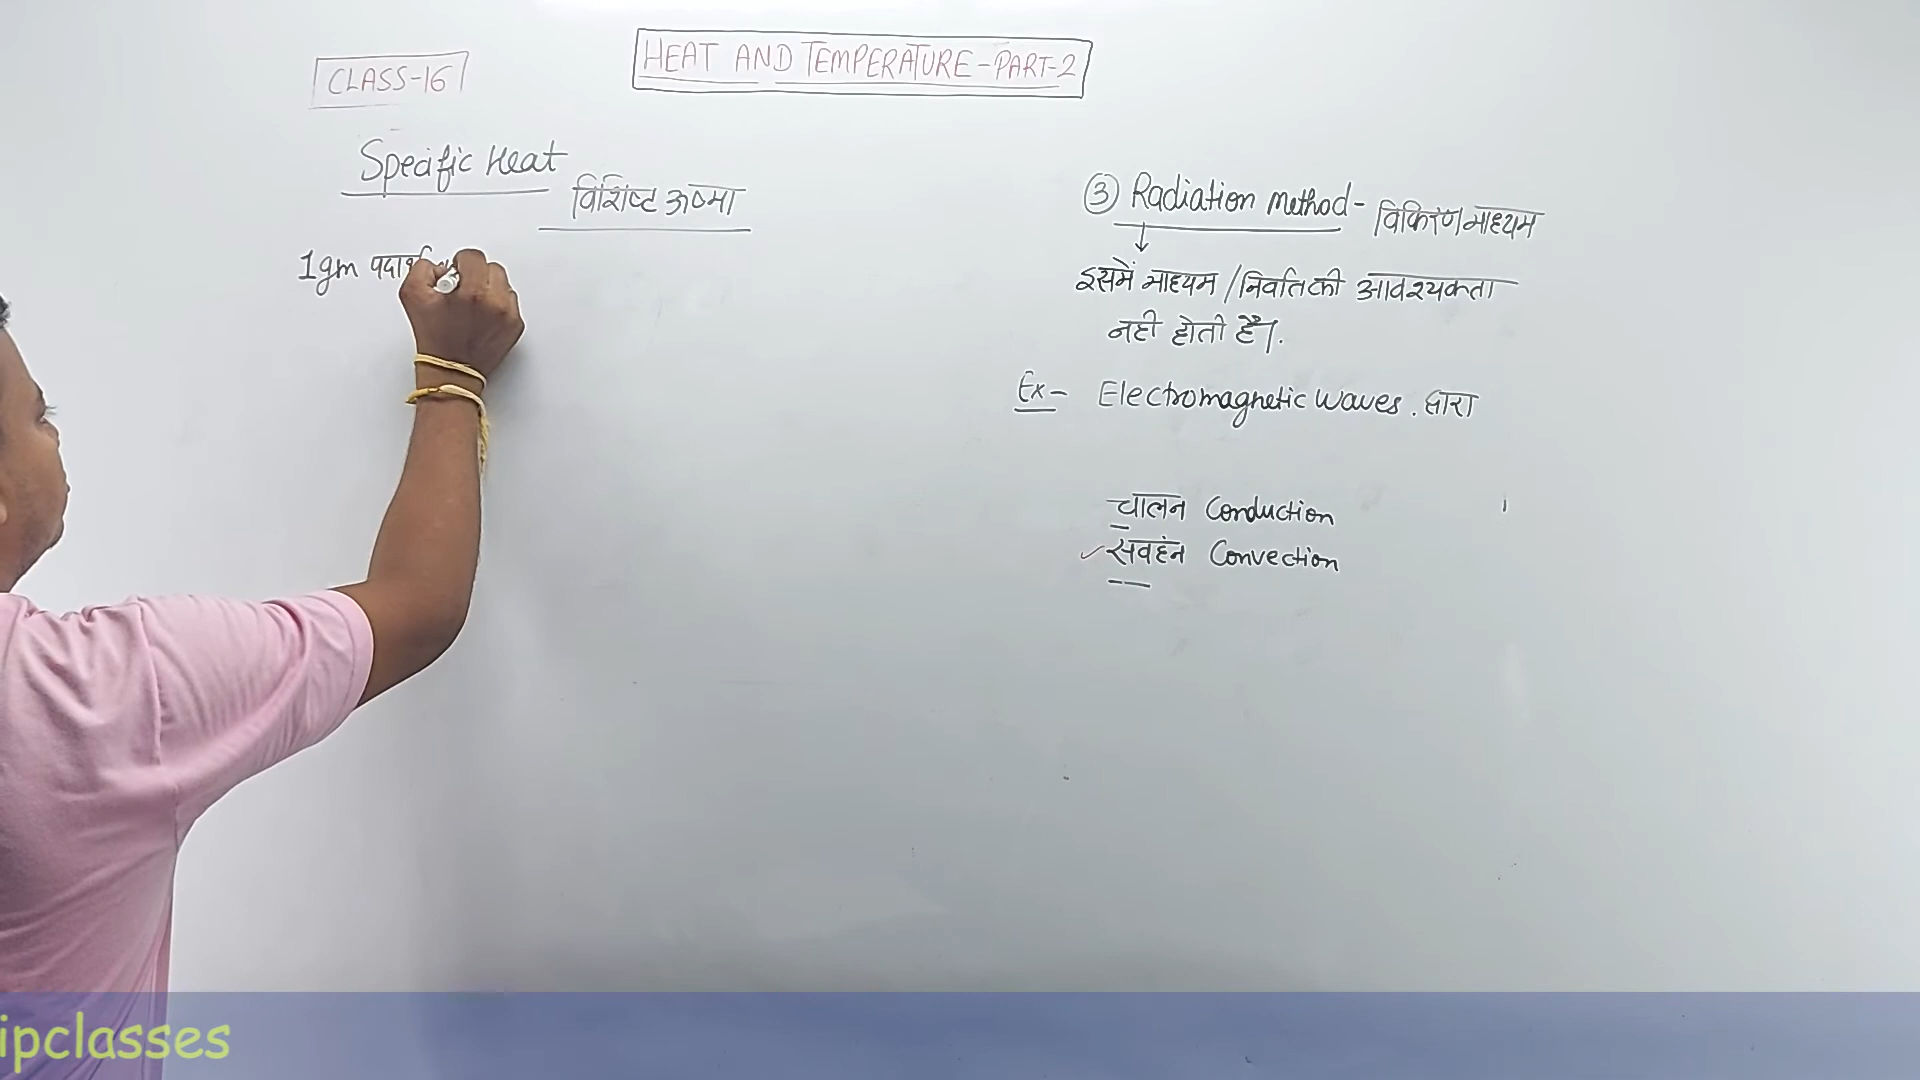 CLASS-16
HEAT AND TEMPERATURE-PART-2
Specific Heat
विशिष्ट ऊष्मा
1gm पदार्थ
③ Radiation method- विकिरण माध्यम
इसमें माध्यम/निर्वात की आवश्यकता
नही होती है।.
Ex- Electromagnetic Waves. द्वारा
चालन Conduction
✓ सवहंन Convection
ipclasses